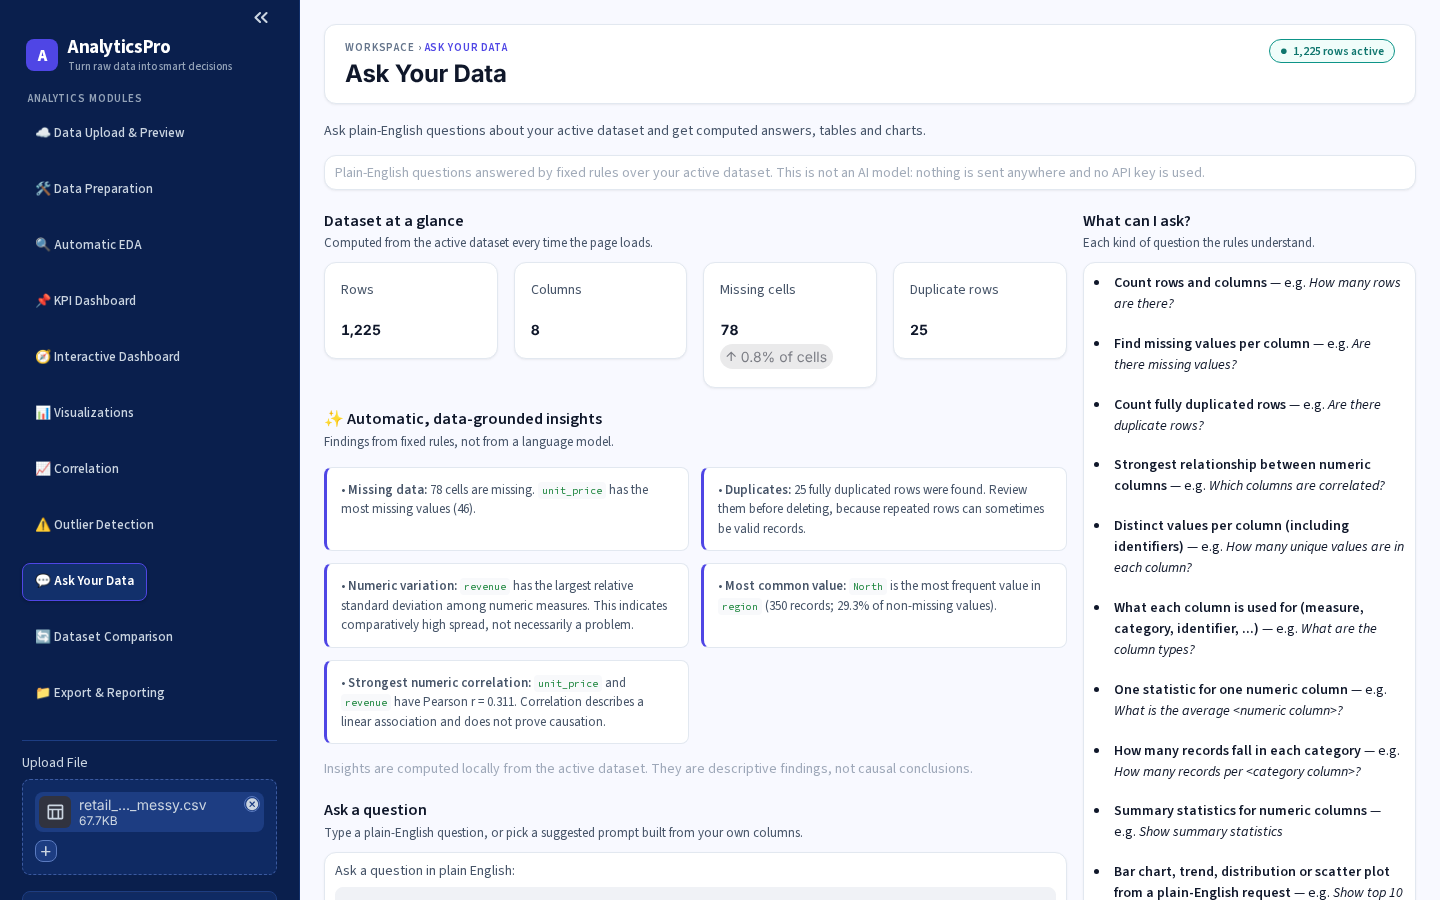 A
AnalyticsPro
Turn raw data into smart decisions
ANALYTICS MODULES
☁️ Data Upload & Preview
🛠️ Data Preparation
🔍 Automatic EDA
📌 KPI Dashboard
🧭 Interactive Dashboard
📊 Visualizations
📈 Correlation
⚠️ Outlier Detection
💬 Ask Your Data
🔄 Dataset Comparison
📁 Export & Reporting
Upload File
retail_..._messy.csv
67.7KB
WORKSPACE › ASK YOUR DATA
Ask Your Data
● 1,225 rows active
Ask plain-English questions about your active dataset and get computed answers, tables and charts.
Plain-English questions answered by fixed rules over your active dataset. This is not an AI model: nothing is sent anywhere and no API key is used.
Dataset at a glance
Computed from the active dataset every time the page loads.
Rows
1,225
Columns
8
Missing cells
78
↑ 0.8% of cells
Duplicate rows
25
✨ Automatic, data-grounded insights
Findings from fixed rules, not from a language model.
• Missing data: 78 cells are missing. unit_price has the
most missing values (46).
• Duplicates: 25 fully duplicated rows were found. Review
them before deleting, because repeated rows can sometimes
be valid records.
• Numeric variation: revenue has the largest relative
standard deviation among numeric measures. This indicates
comparatively high spread, not necessarily a problem.
• Most common value: North is the most frequent value in
region (350 records; 29.3% of non-missing values).
• Strongest numeric correlation: unit_price and
revenue have Pearson r = 0.311. Correlation describes a
linear association and does not prove causation.
Insights are computed locally from the active dataset. They are descriptive findings, not causal conclusions.
Ask a question
Type a plain-English question, or pick a suggested prompt built from your own columns.
Ask a question in plain English:
What can I ask?
Each kind of question the rules understand.
• Count rows and columns — e.g. How many rows
are there?
• Find missing values per column — e.g. Are
there missing values?
• Count fully duplicated rows — e.g. Are there
duplicate rows?
• Strongest relationship between numeric
columns — e.g. Which columns are correlated?
• Distinct values per column (including
identifiers) — e.g. How many unique values are in
each column?
• What each column is used for (measure,
category, identifier, ...) — e.g. What are the
column types?
• One statistic for one numeric column — e.g.
What is the average <numeric column>?
• How many records fall in each category — e.g.
How many records per <category column>?
• Summary statistics for numeric columns —
e.g. Show summary statistics
• Bar chart, trend, distribution or scatter plot
from a plain-English request — e.g. Show top 10